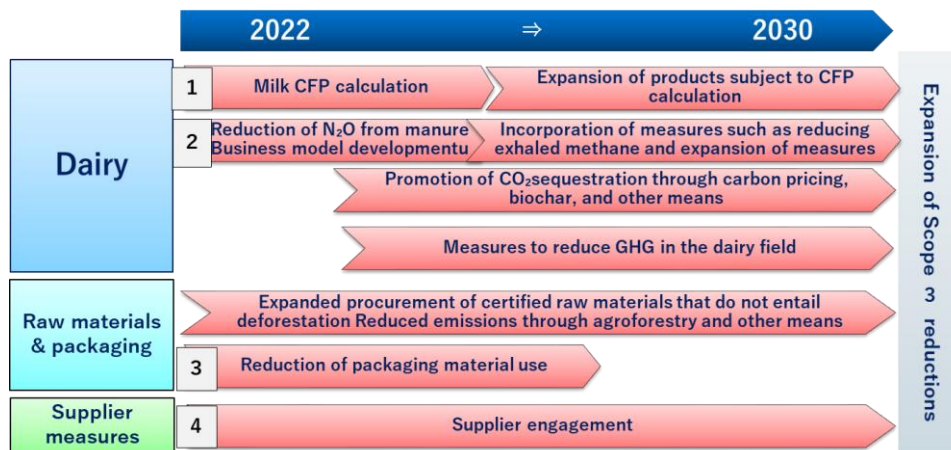 2022 ⇒ 2030
Dairy
1
Milk CFP calculation
Expansion of products subject to CFP
calculation
2
Reduction of N₂O from manure
Business model developmentu
Incorporation of measures such as reducing
exhaled methane and expansion of measures
Promotion of CO₂sequestration through carbon pricing,
biochar, and other means
Measures to reduce GHG in the dairy field
Raw materials
& packaging
Expanded procurement of certified raw materials that do not entail
deforestation Reduced emissions through agroforestry and other means
3
Reduction of packaging material use
Supplier
measures
4
Supplier engagement
Expansion of Scope 3 reductions